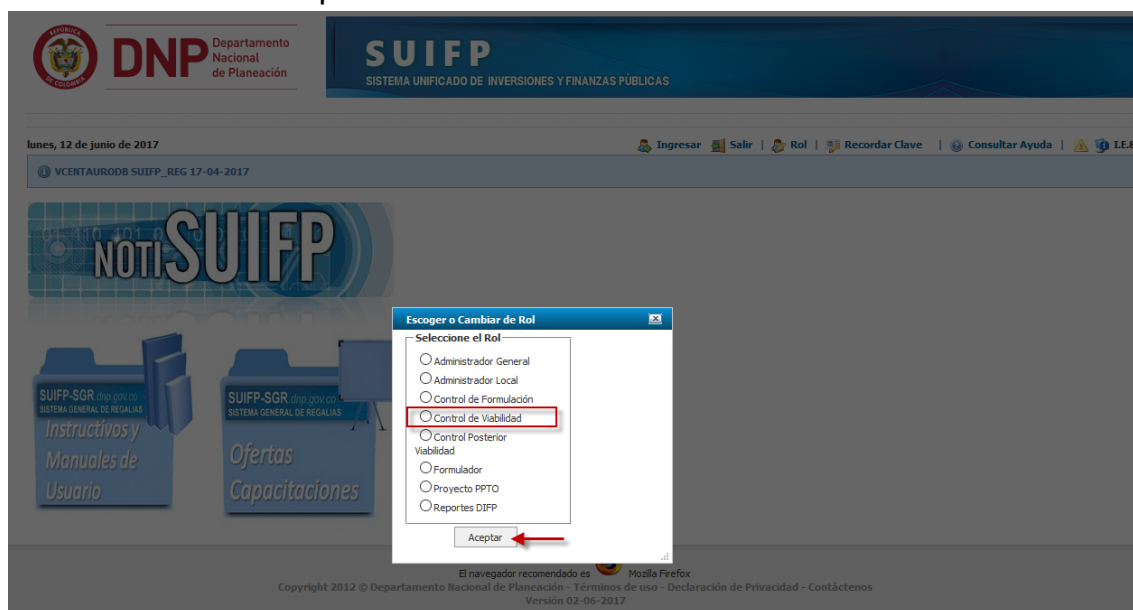 REPÚBLICA
DE COLOMBIA
DNP
Departamento
Nacional
de Planeación
SUIFP
SISTEMA UNIFICADO DE INVERSIONES Y FINANZAS PÚBLICAS
lunes, 12 de junio de 2017
Ingresar Salir | Rol | Recordar Clave | Consultar Ayuda | I.E.8
VCENTAURODB SUIFP_REG 17-04-2017
NOTISUIFP
SUIFP-SGR.dnp.gov.co
SISTEMA GENERAL DE REGALIAS
Instructivos y
Manuales de
Usuario
SUIFP-SGR.dnp.gov.co
SISTEMA GENERAL DE REGALIAS
Ofertas
Capacitaciones
Escoger o Cambiar de Rol
Seleccione el Rol
Administrador General
Administrador Local
Control de Formulación
Control de Viabilidad
Control Posterior
Viabilidad
Formulador
Proyecto PPTO
Reportes DIFP
Aceptar
El navegador recomendado es Mozilla Firefox
Copyright 2012 © Departamento Nacional de Planeación - Términos de uso - Declaración de Privacidad - Contáctenos
Versión 02-06-2017